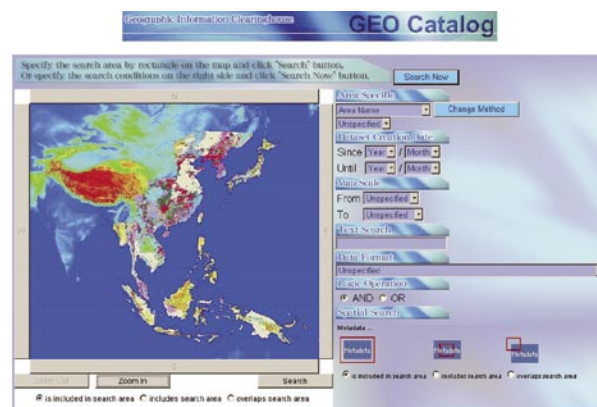 Geographic Information Clearinghouse
GEO Catalog
Specify the search area by rectangle on the map and click "Search" button.
Or specify the search conditions on the right side and click "Search Now" button.
Search Now
Area Specific
Area Name
Change Method
Unspecified
Dataset Creation Date
Since Year / Month
Until Year / Month
Map Scale
From Unspecified
To Unspecified
Text Search
Data Format
Unspecified
Logic Operation
AND OR
Spatial Search
Metadata ...
Metadata
Metadata
Metadata
is included in search area includes search area overlaps search area
Zoom Out
Zoom In
Search
is included in search area includes search area overlaps search area